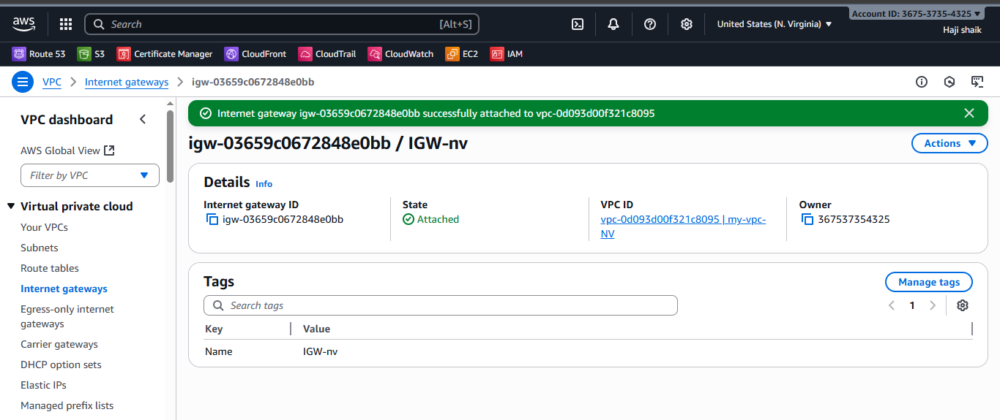 Account ID: 3675-3735-4325
aws
Search
[Alt+S]
United States (N. Virginia)
Haji shaik
Route 53
S3
Certificate Manager
CloudFront
CloudTrail
CloudWatch
EC2
IAM
VPC
Internet gateways
igw-03659c0672848e0bb
VPC dashboard
AWS Global View
Filter by VPC
Virtual private cloud
Your VPCs
Subnets
Route tables
Internet gateways
Egress-only internet
gateways
Carrier gateways
DHCP option sets
Elastic IPs
Managed prefix lists
Internet gateway igw-03659c0672848e0bb successfully attached to vpc-0d093d00f321c8095
igw-03659c0672848e0bb / IGW-nv
Actions
Details
Info
Internet gateway ID
igw-03659c0672848e0bb
State
Attached
VPC ID
vpc-0d093d00f321c8095 | my-vpc-
NV
Owner
367537354325
Tags
Manage tags
Search tags
1
Key
Value
Name
IGW-nv